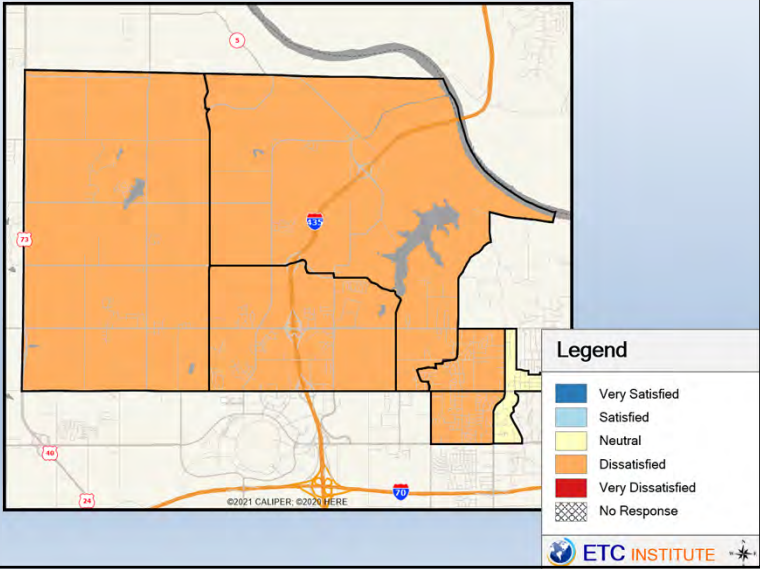 5
435
73
Legend
Very Satisfied
Satisfied
Neutral
Dissatisfied
Very Dissatisfied
No Response
40
24
70
©2021 CALIPER; ©2020 HERE
ETC INSTITUTE